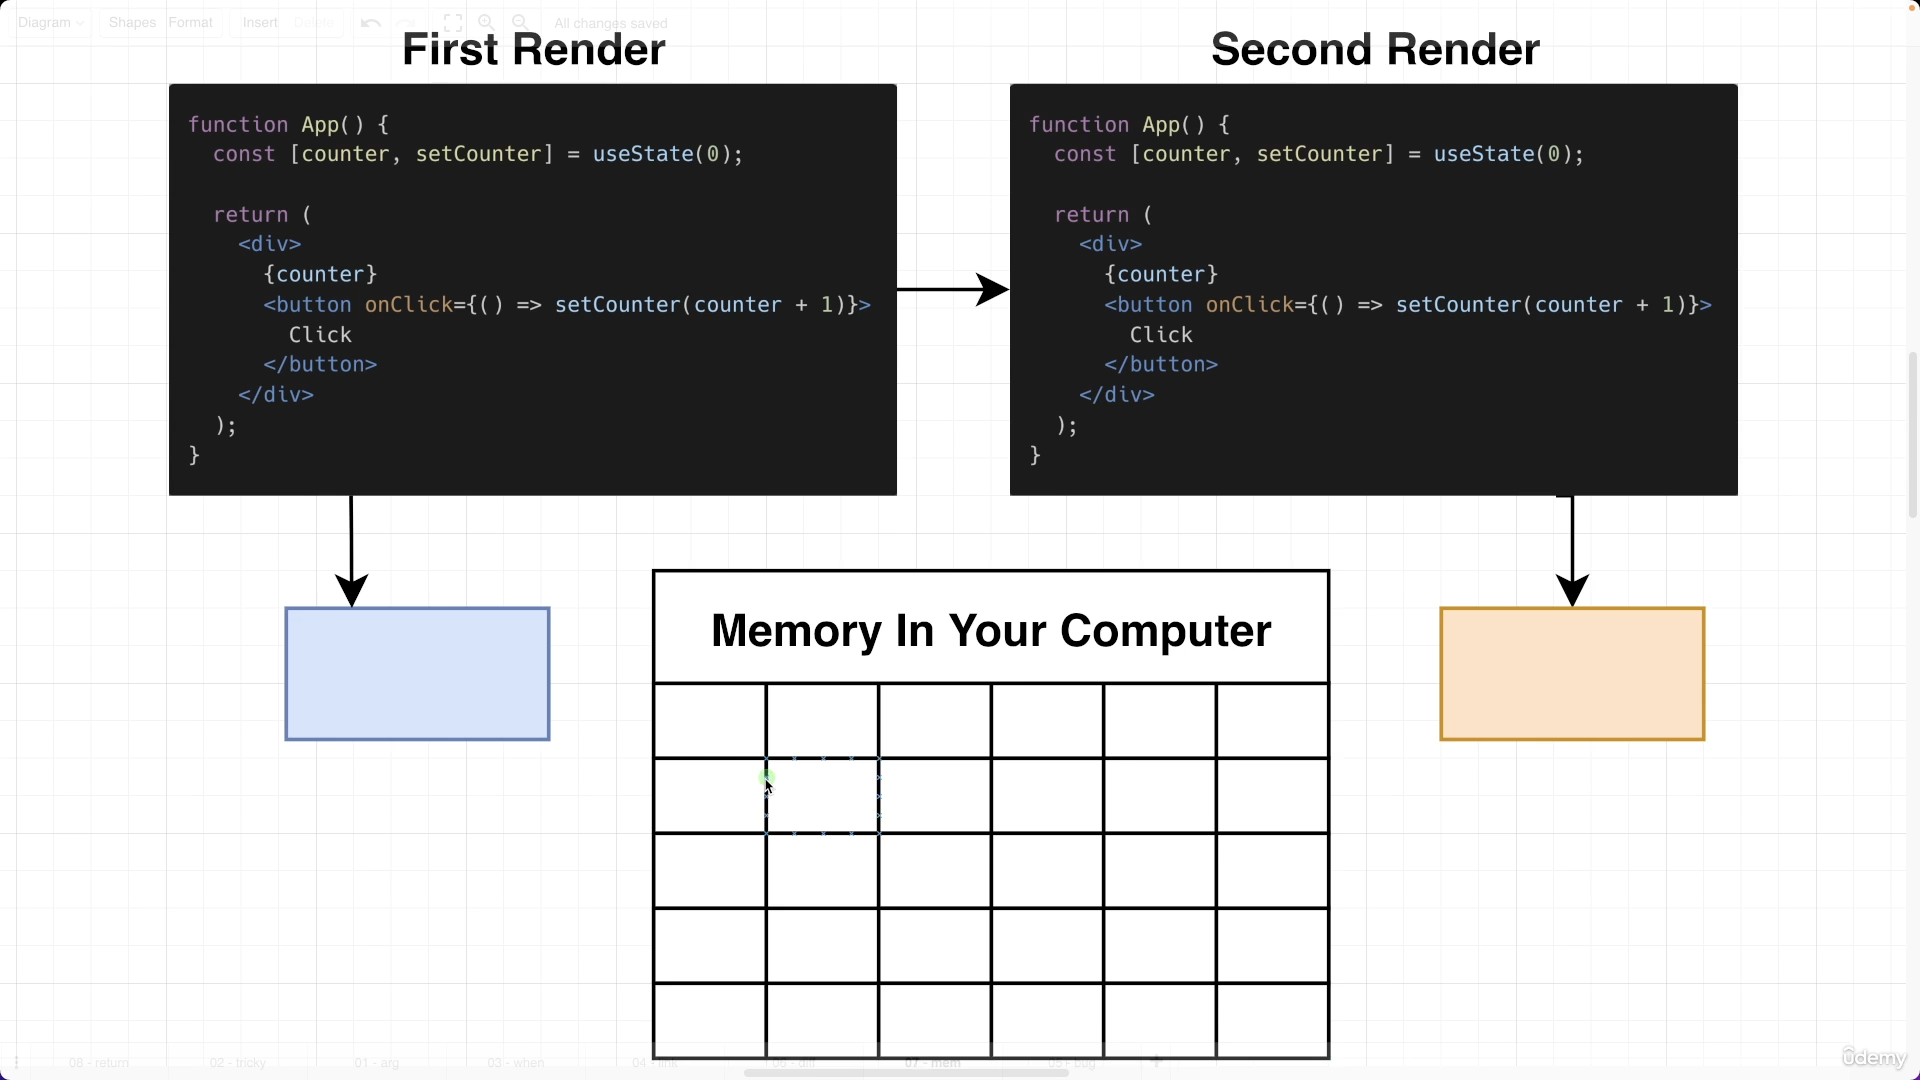 Diagram Shapes Format Insert Delete All changes saved
First Render
function App() {
const [counter, setCounter] = useState(0);
return (
<div>
{counter}
<button onClick={() => setCounter(counter + 1)}>
Click
</button>
</div>
);
}
Second Render
function App() {
const [counter, setCounter] = useState(0);
return (
<div>
{counter}
<button onClick={() => setCounter(counter + 1)}>
Click
</button>
</div>
);
}
Memory In Your Computer
08 - return 02 - tricky 01 - arg 03 - when 04 - link 06 - diff 07 - mem 05 - bug
ûdemy